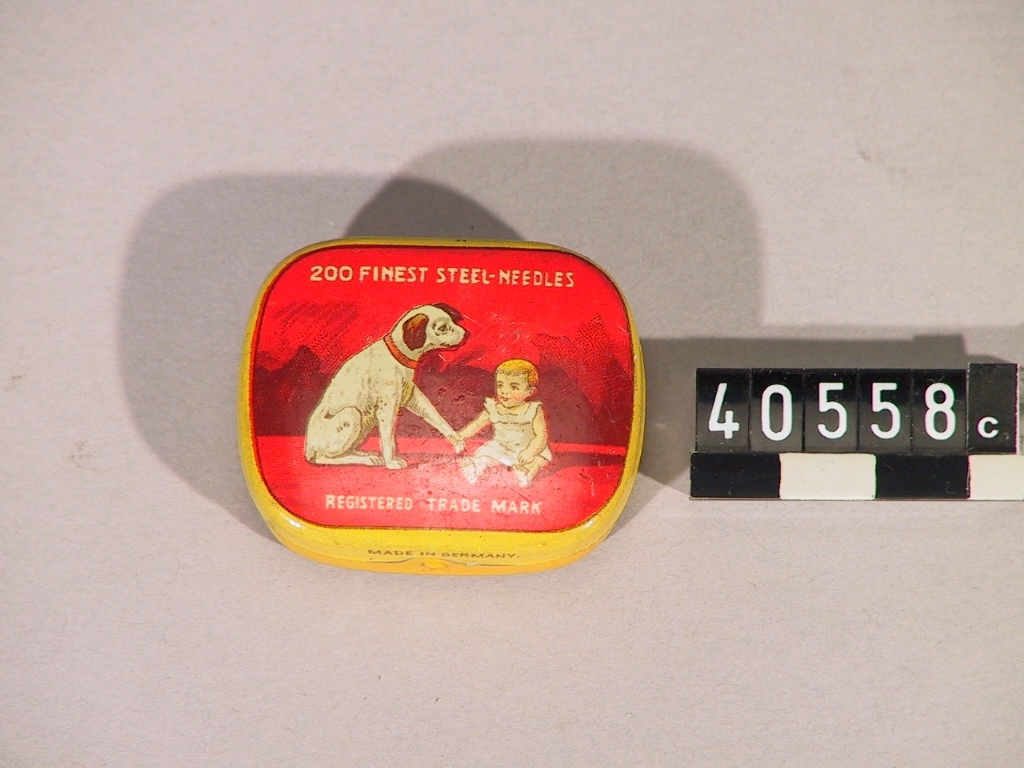 200 FINEST STEEL-NEEDLES
REGISTERED TRADE MARK
MADE IN GERMANY.
40558c